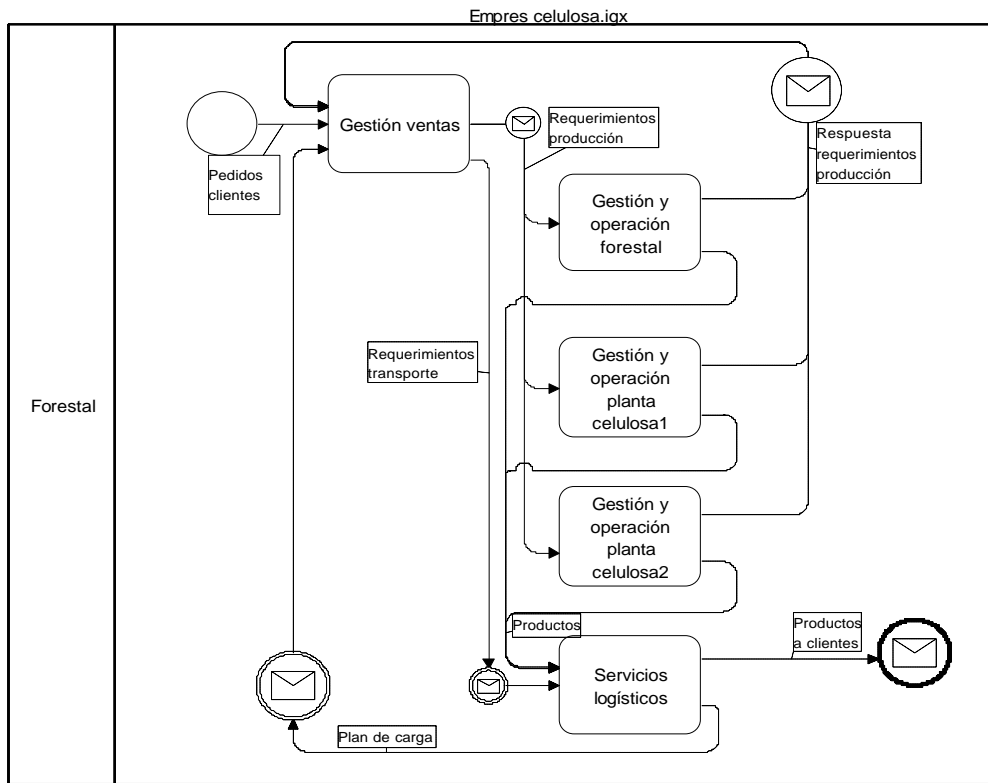 Empres celulosa.igx
Forestal
Gestión ventas
Pedidos
clientes
Requerimientos
producción
Respuesta
requerimientos
producción
Gestión y
operación
forestal
Requerimientos
transporte
Gestión y
operación
planta
celulosa1
Gestión y
operación
planta
celulosa2
Productos
Productos
a clientes
Servicios
logísticos
Plan de carga